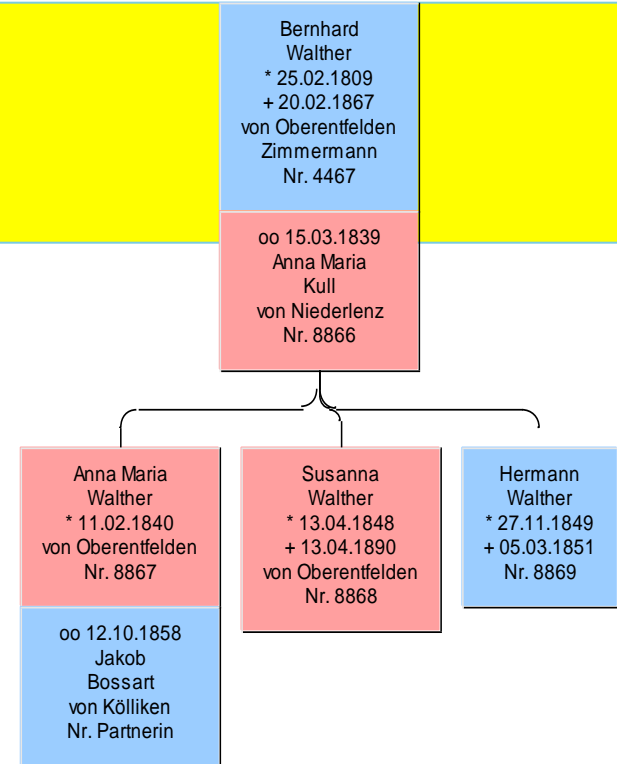 Bernhard
Walther
* 25.02.1809
+ 20.02.1867
von Oberentfelden
Zimmermann
Nr. 4467
oo 15.03.1839
Anna Maria
Kull
von Niederlenz
Nr. 8866
Anna Maria
Walther
* 11.02.1840
von Oberentfelden
Nr. 8867
oo 12.10.1858
Jakob
Bossart
von Kölliken
Nr. Partnerin
Susanna
Walther
* 13.04.1848
+ 13.04.1890
von Oberentfelden
Nr. 8868
Hermann
Walther
* 27.11.1849
+ 05.03.1851
Nr. 8869